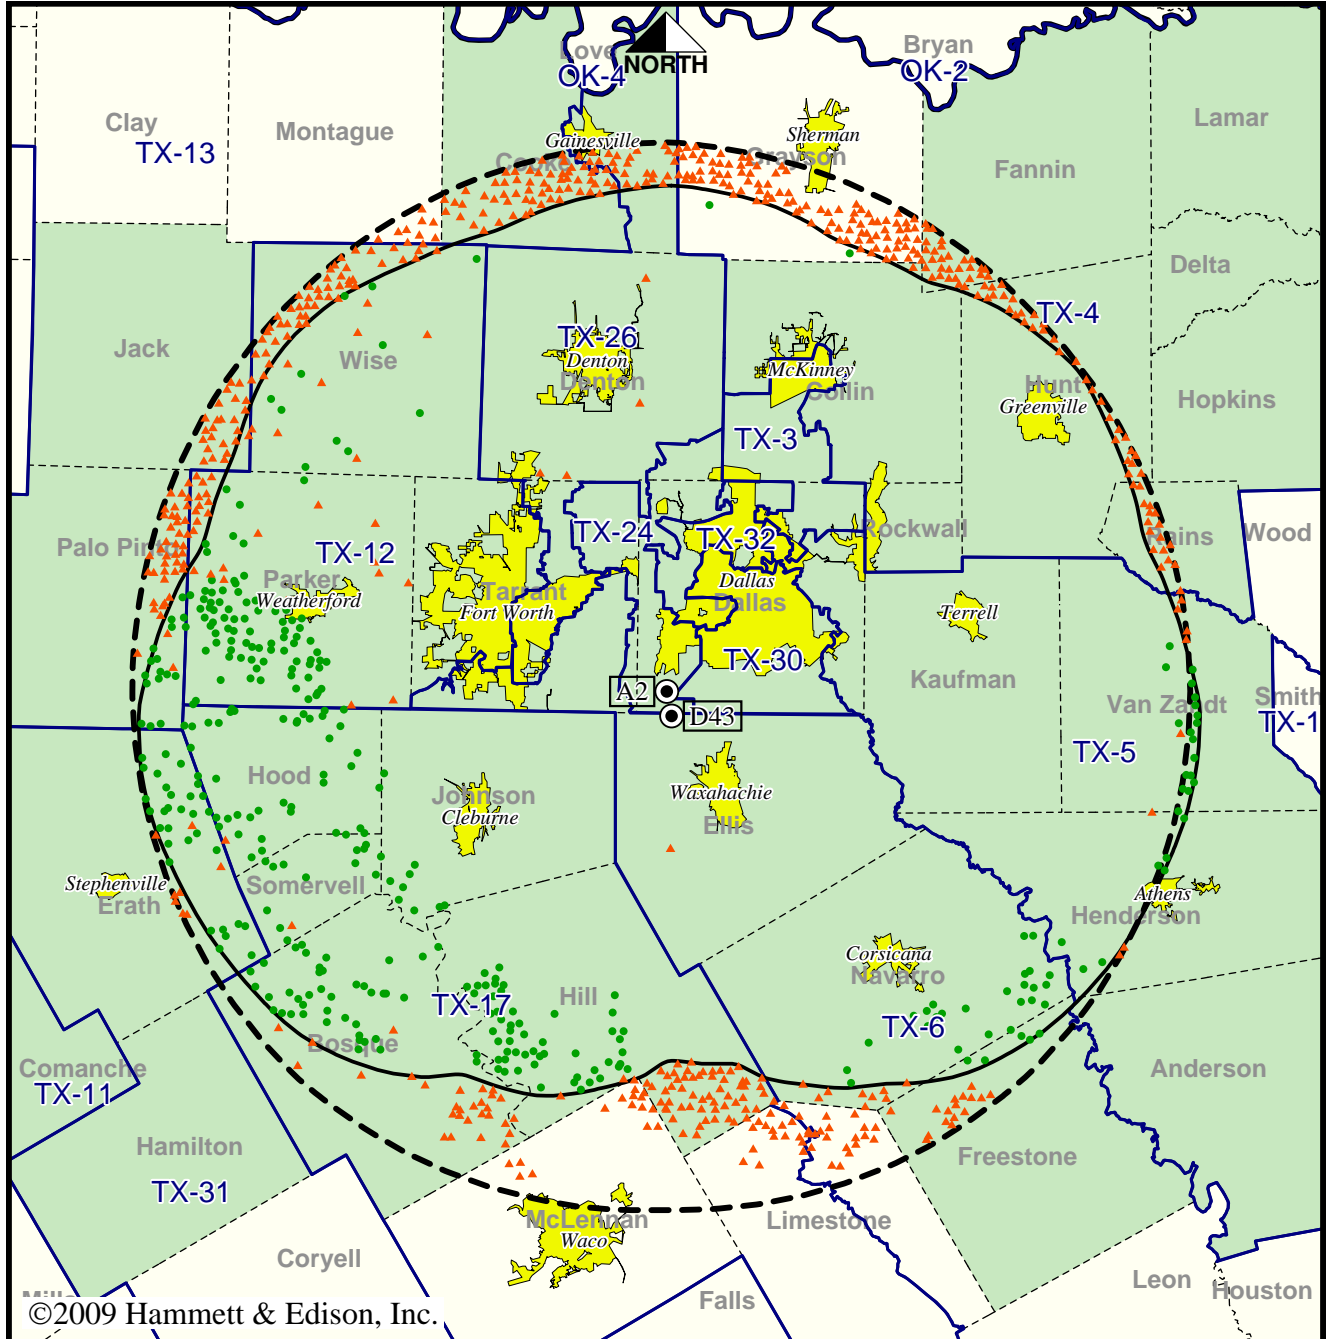 Love
OK-4
NORTH
Bryan
OK-2
Clay
TX-13
Montague
Gainesville
Cooke
Sherman
Grayson
Lamar
Fannin
Delta
TX-4
Jack
Wise
TX-26
Denton
Denton
McKinney
Collin
Hunt
Greenville
Hopkins
TX-3
Palo Pinto
TX-12
Parker
Weatherford
TX-24
TX-32
Tarrant
Fort Worth
Dallas
Dallas
Rockwall
Rains
Wood
Terrell
TX-30
Kaufman
A2
D43
Van Zandt
Smith
TX-1
TX-5
Hood
Johnson
Cleburne
Waxahachie
Ellis
Stephenville
Erath
Somervell
Athens
Henderson
Corsicana
Navarro
TX-17
Hill
TX-6
Bosque
Comanche
TX-11
Anderson
Hamilton
TX-31
Freestone
McLennan
Waco
Limestone
Coryell
Falls
Leon
Houston
©2009 Hammett & Edison, Inc.